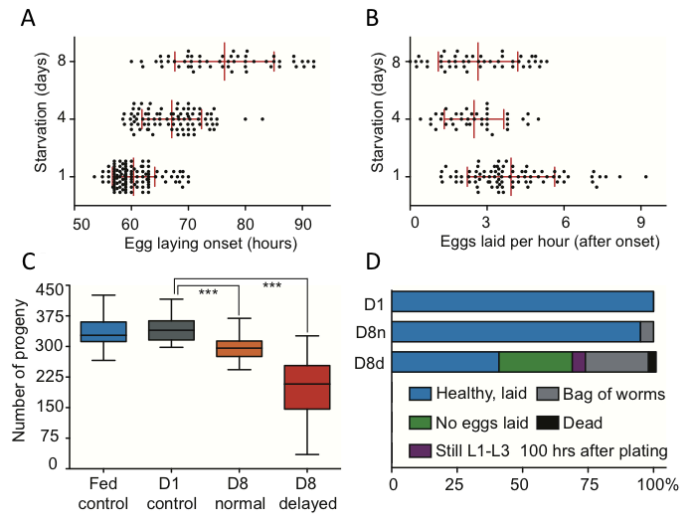 A
Starvation (days)
8
4
1
50 60 70 80 90
Egg laying onset (hours)
B
Starvation (days)
8
4
1
0 3 6 9
Eggs laid per hour (after onset)
C
Number of progeny
450
375
300
225
150
75
0
***
***
Fed control
D1 control
D8 normal
D8 delayed
D
D1
D8n
D8d
Healthy, laid
Bag of worms
No eggs laid
Dead
Still L1-L3 100 hrs after plating
0 25 50 75 100%